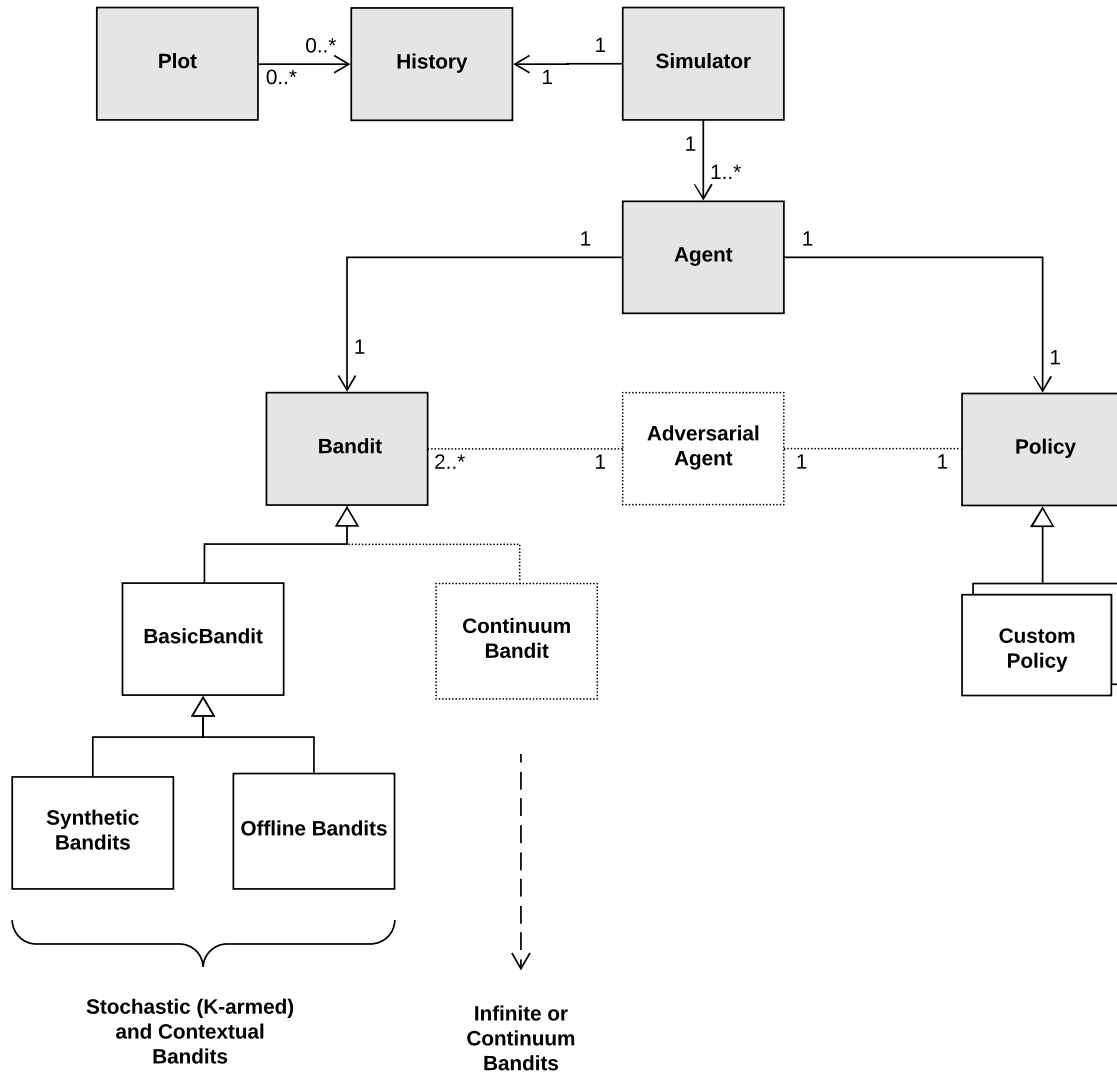 Plot
0..*
0..*
History
1
1
Simulator
1
1..*
Agent
1
1
1
1
Bandit
2..*
1
Adversarial
Agent
1
1
Policy
BasicBandit
Continuum
Bandit
Custom
Policy
Synthetic
Bandits
Offline Bandits
Stochastic (K-armed)
and Contextual
Bandits
Infinite or
Continuum
Bandits